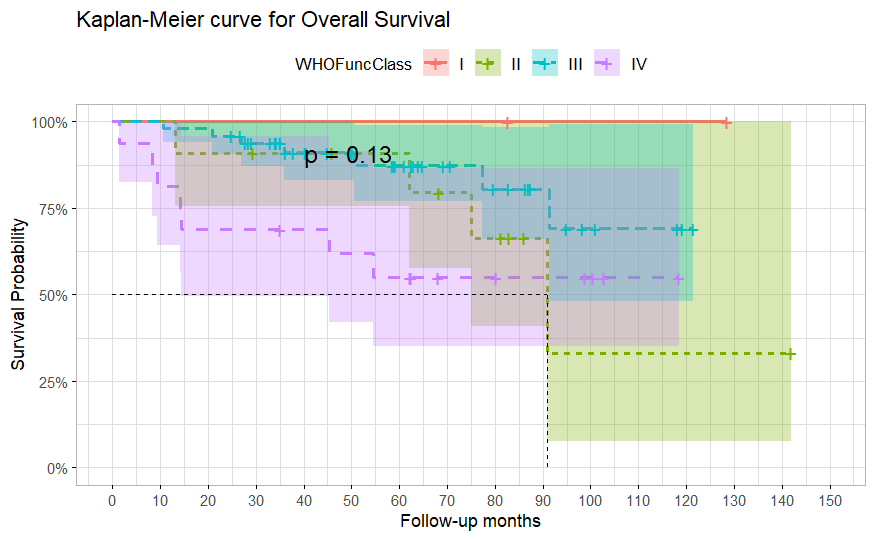 Kaplan-Meier curve for Overall Survival
WHOFuncClass I II III IV
100%
p = 0.13
75%
50%
25%
0%
Survival Probability
0 10 20 30 40 50 60 70 80 90 100 110 120 130 140 150
Follow-up months